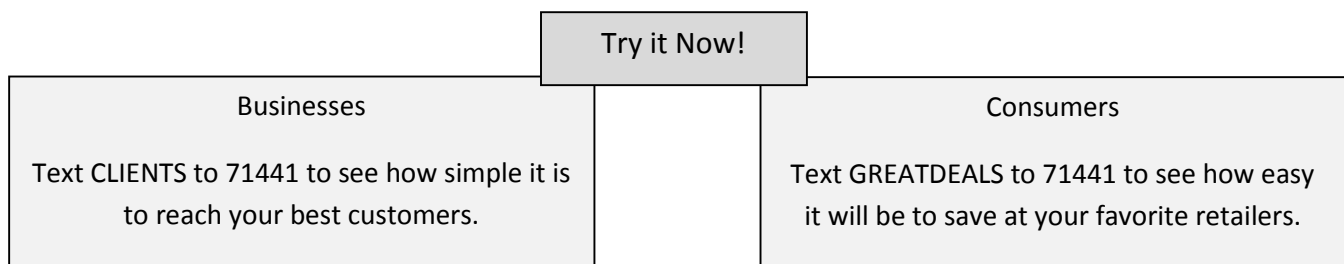 Try it Now!
Businesses
Text CLIENTS to 71441 to see how simple it is
to reach your best customers.
Consumers
Text GREATDEALS to 71441 to see how easy
it will be to save at your favorite retailers.